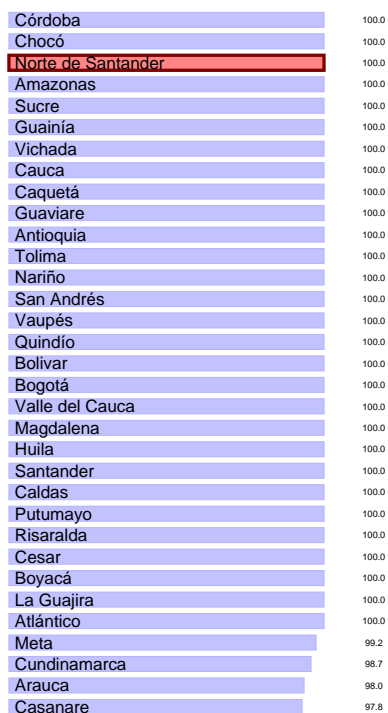 Córdoba 100.0
Chocó 100.0
Norte de Santander 100.0
Amazonas 100.0
Sucre 100.0
Guainía 100.0
Vichada 100.0
Cauca 100.0
Caquetá 100.0
Guaviare 100.0
Antioquia 100.0
Tolima 100.0
Nariño 100.0
San Andrés 100.0
Vaupés 100.0
Quindío 100.0
Bolivar 100.0
Bogotá 100.0
Valle del Cauca 100.0
Magdalena 100.0
Huila 100.0
Santander 100.0
Caldas 100.0
Putumayo 100.0
Risaralda 100.0
Cesar 100.0
Boyacá 100.0
La Guajira 100.0
Atlántico 100.0
Meta 99.2
Cundinamarca 98.7
Arauca 98.0
Casanare 97.8